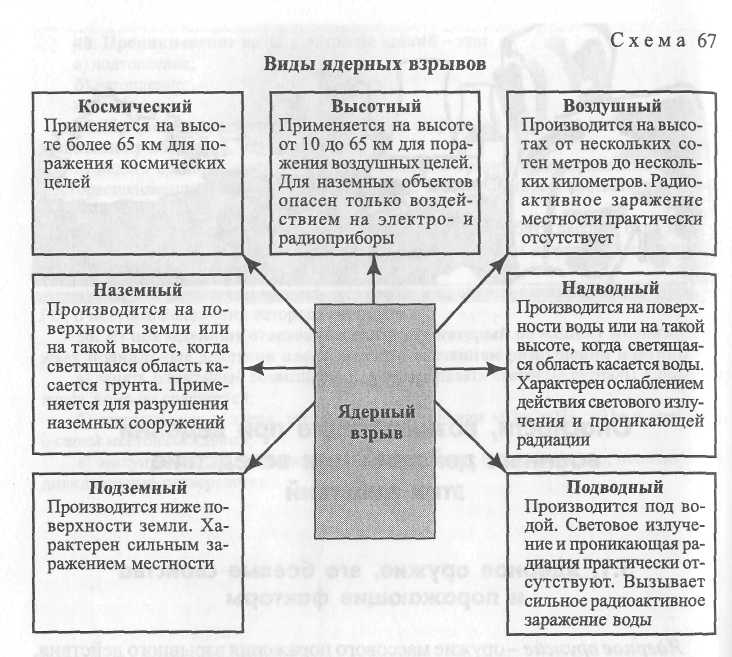 Схема 67
Виды ядерных взрывов
Космический
Применяется на высо-
те более 65 км для по-
ражения космических
целей
Высотный
Применяется на высоте
от 10 до 65 км для пора-
жения воздушных целей.
Для наземных объектов
опасен только воздей-
ствием на электро- и
радиоприборы
Воздушный
Производится на высо-
тах от нескольких со-
тен метров до несколь-
ких километров. Радио-
активное заражение
местности практически
отсутствует
Наземный
Производится на по-
верхности земли или
на такой высоте, когда
светящаяся область ка-
сается грунта. Приме-
няется для разрушения
наземных сооружений
Ядерный
взрыв
Надводный
Производится на поверх-
ности воды или на такой
высоте, когда светящая-
ся область касается воды.
Характерен ослаблением
действия светового излу-
чения и проникающей
радиации
Подземный
Производится ниже по-
верхности земли. Ха-
рактерен сильным за-
ражением местности
Подводный
Производится под во-
дой. Световое излуче-
ние и проникающая ра-
диация практически от-
сутствуют. Вызывает
сильное радиоактивное
заражение воды